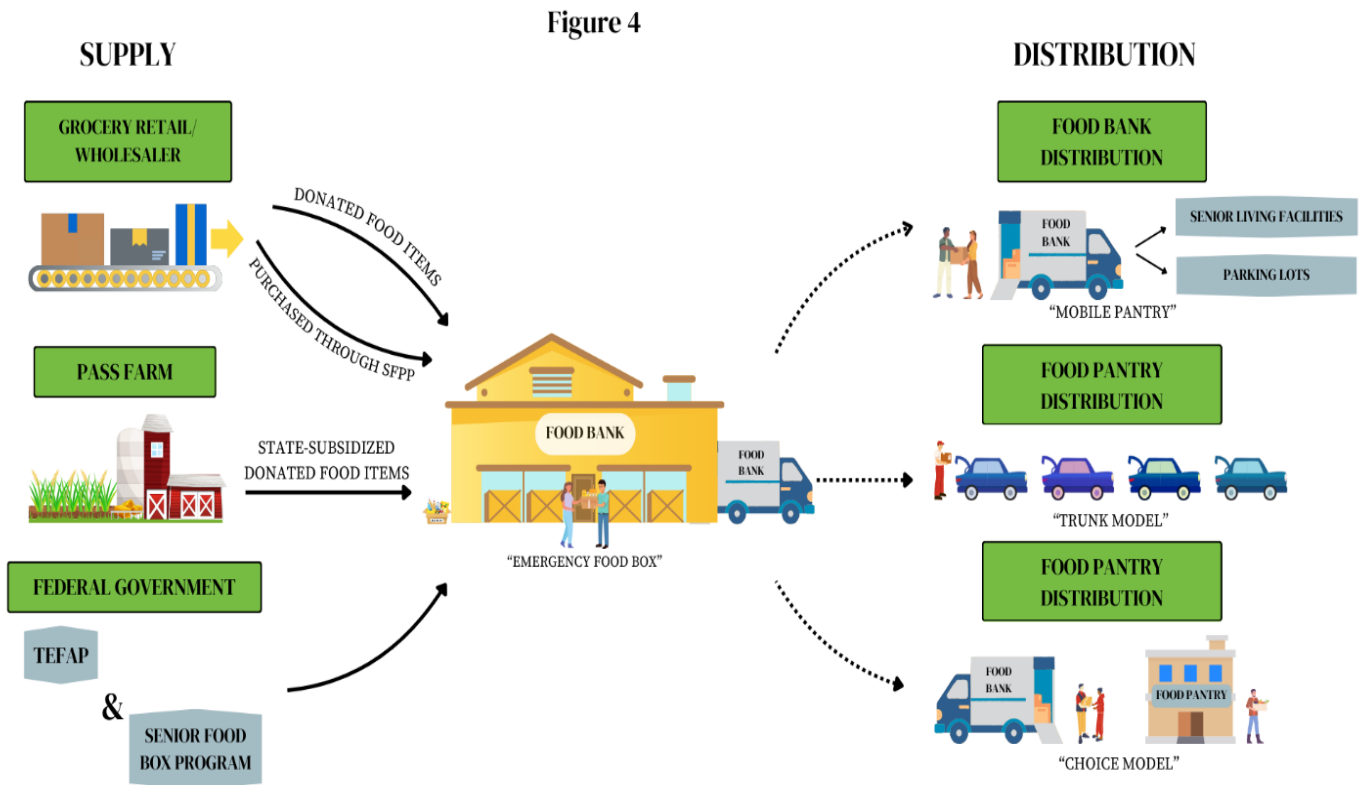 Figure 4
SUPPLY
GROCERY RETAIL/
WHOLESALER
DONATED FOOD ITEMS
PURCHASED THROUGH SFPP
PASS FARM
STATE-SUBSIDIZED
DONATED FOOD ITEMS
FEDERAL GOVERNMENT
TEFAP
&
SENIOR FOOD
BOX PROGRAM
FOOD BANK
FOOD
BANK
"EMERGENCY FOOD BOX"
DISTRIBUTION
FOOD BANK
DISTRIBUTION
FOOD
BANK
SENIOR LIVING FACILITIES
PARKING LOTS
"MOBILE PANTRY"
FOOD PANTRY
DISTRIBUTION
"TRUNK MODEL"
FOOD PANTRY
DISTRIBUTION
FOOD
BANK
FOOD PANTRY
"CHOICE MODEL"